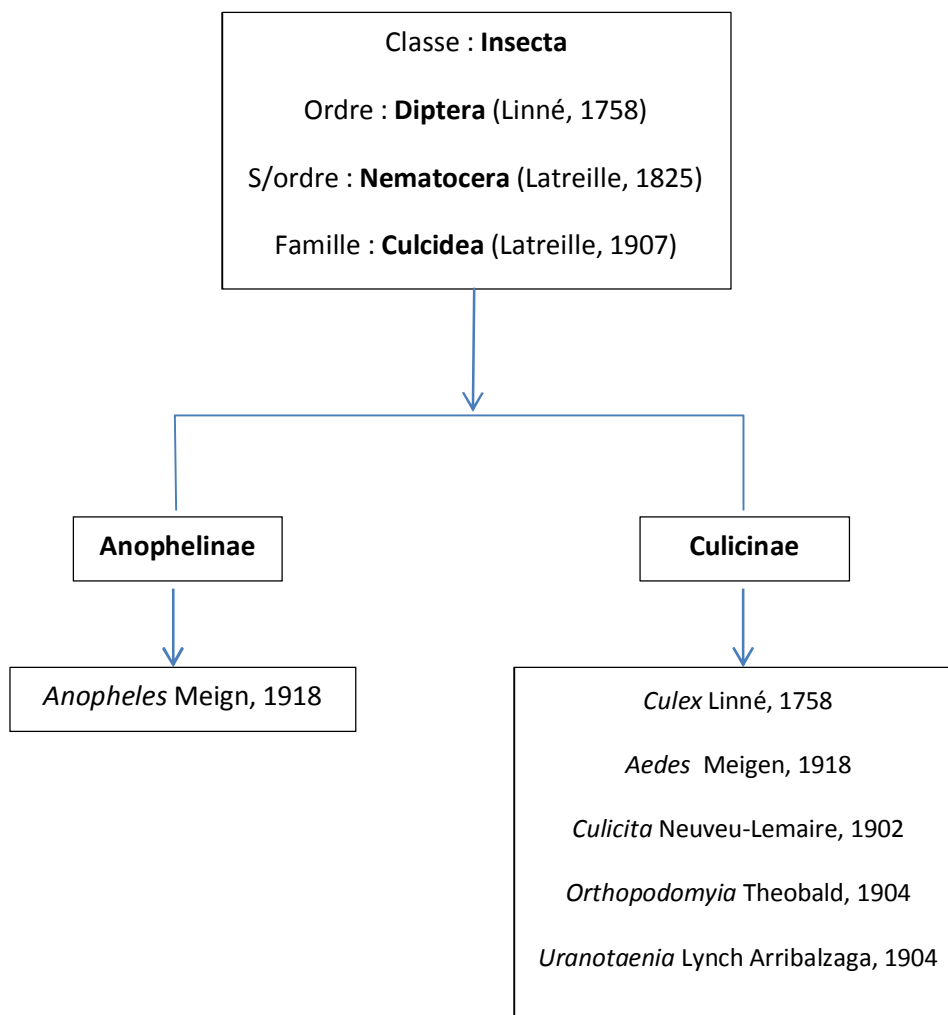 Classe : Insecta
Ordre : Diptera (Linné, 1758)
S/ordre : Nematocera (Latreille, 1825)
Famille : Culcidea (Latreille, 1907)
Anophelinae
Culicinae
Anopheles Meign, 1918
Culex Linné, 1758
Aedes Meigen, 1918
Culicita Neuveu-Lemaire, 1902
Orthopodomyia Theobald, 1904
Uranotaenia Lynch Arribalzaga, 1904